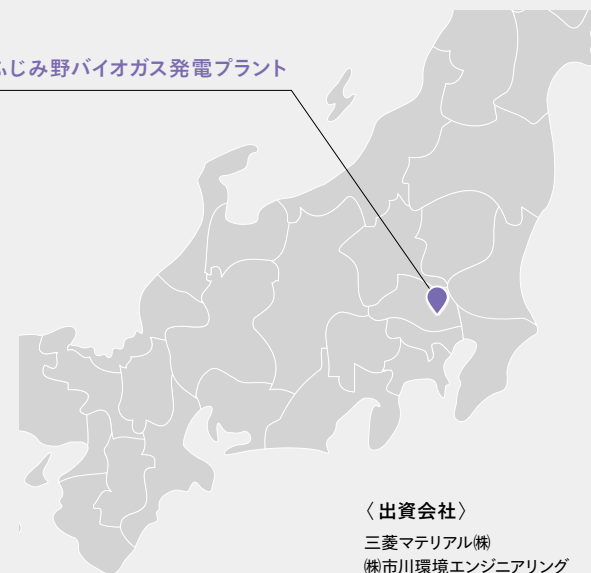 ふじみ野バイオガス発電プラント
〈出資会社〉
三菱マテリアル㈱
㈱市川環境エンジニアリング